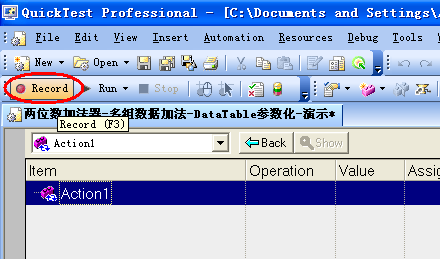 QuickTest Professional - [C:\Documents and Settings\
File Edit View Insert Automation Resources Debug Tools
New Open
Record Run Stop
两位数加法器-多组数据加法-DataTable参数化-演示*
Record (F3)
Action1 Back Show
Item Operation Value Assig
Action1